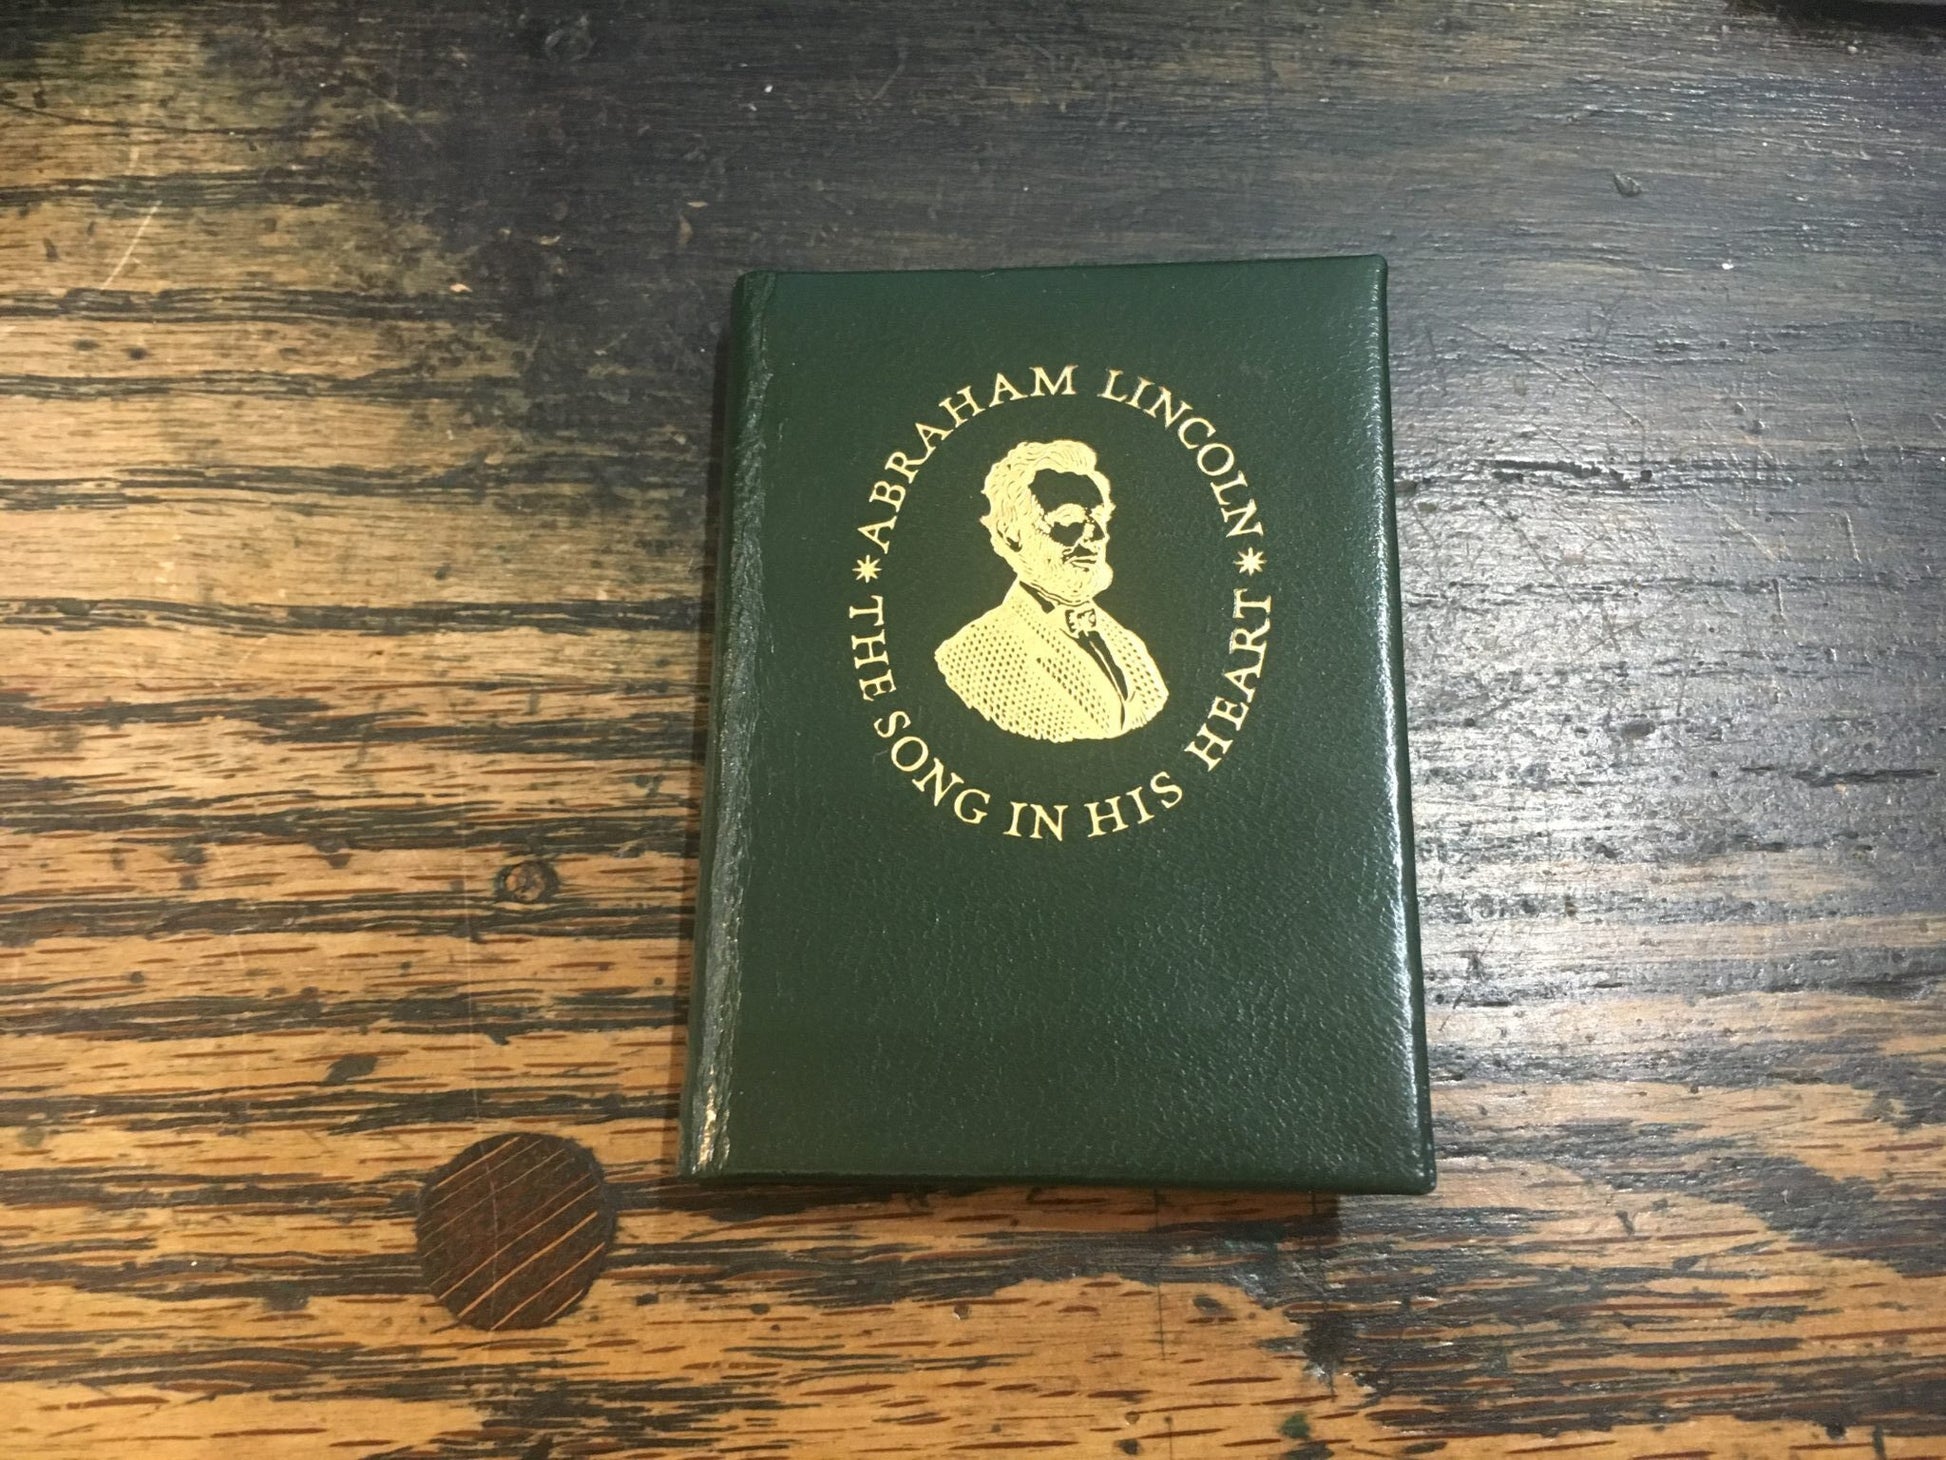 ABRAHAM LINCOLN
THE SONG IN HIS HEART